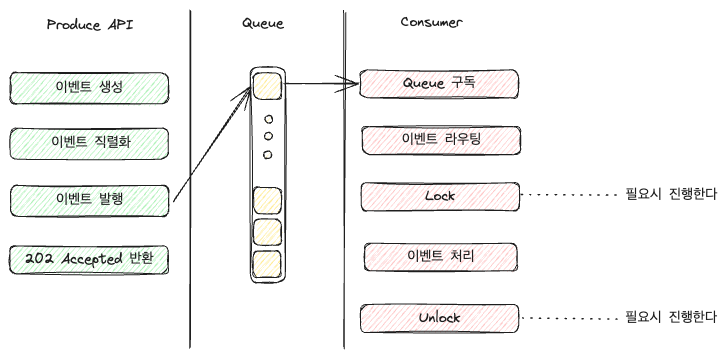 Produce API
이벤트 생성
이벤트 직렬화
이벤트 발행
202 Accepted 반환
Queue
Consumer
Queue 구독
이벤트 라우팅
Lock
필요시 진행한다
이벤트 처리
Unlock
필요시 진행한다